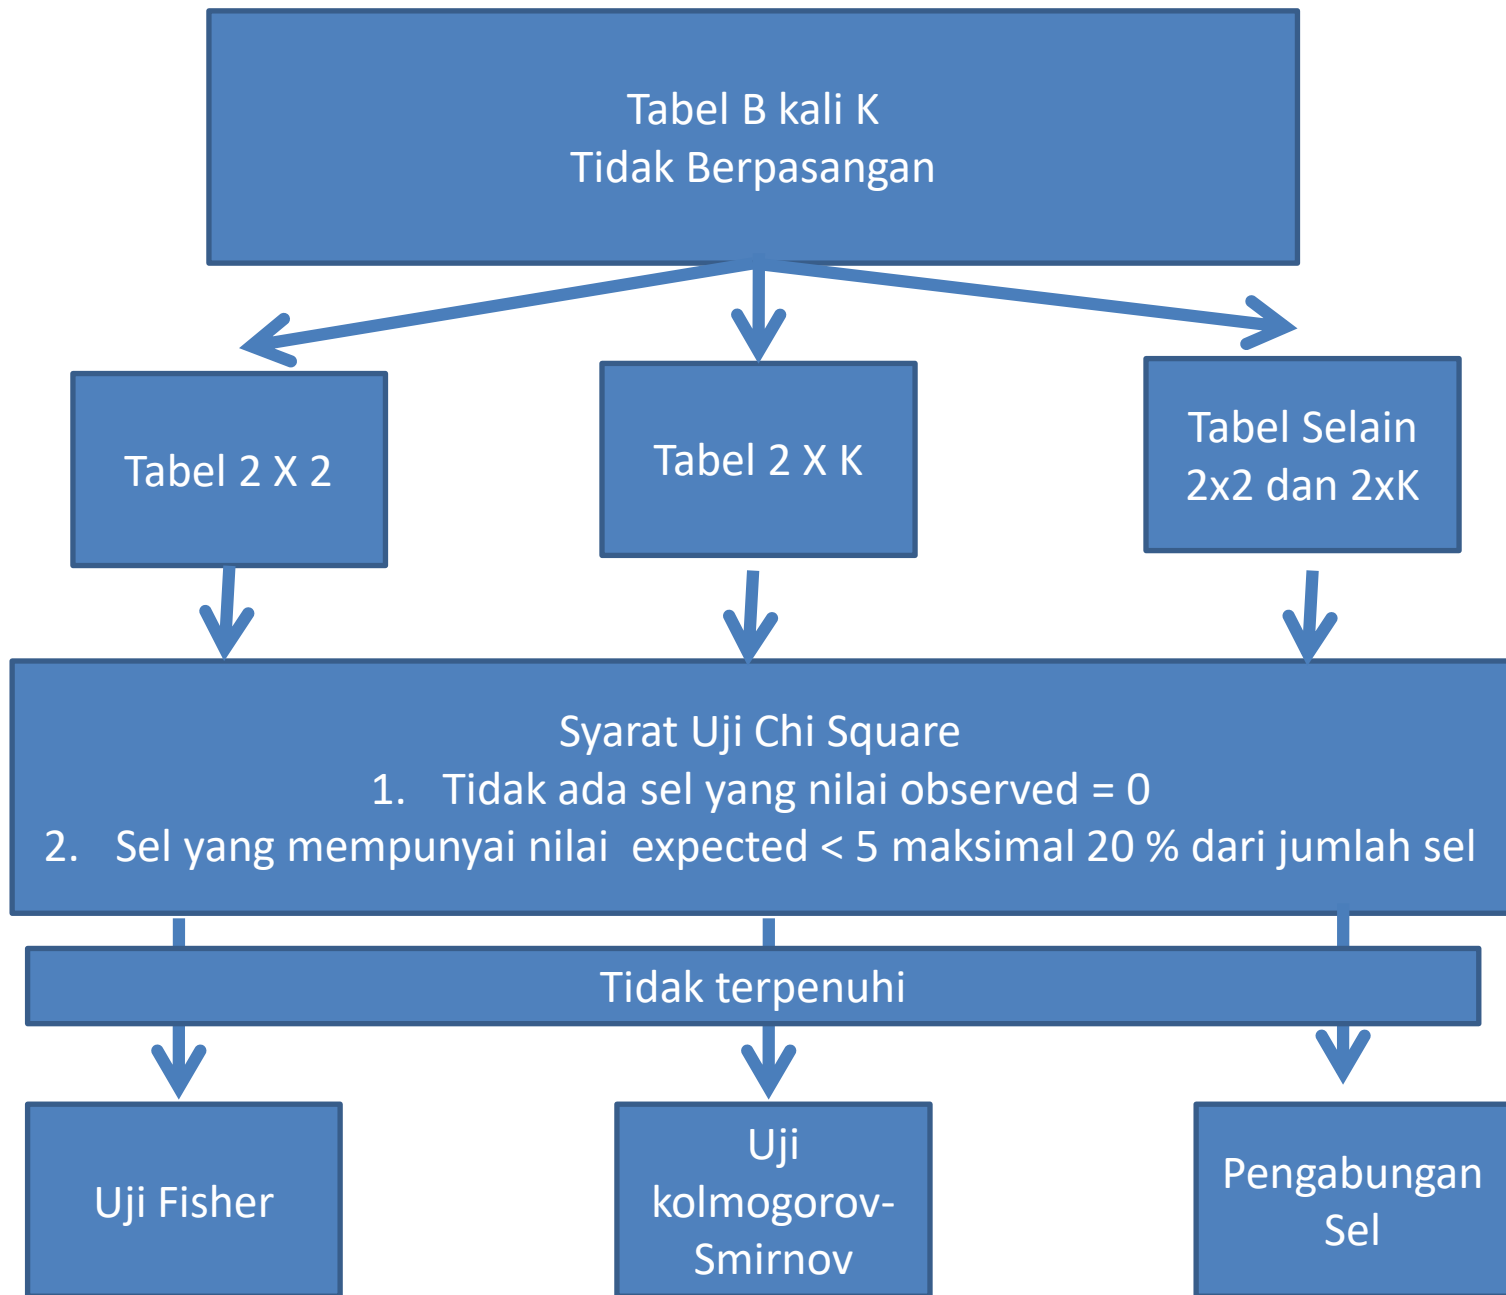 Tabel B kali K
Tidak Berpasangan
Tabel 2 X 2
Tabel 2 X K
Tabel Selain
2x2 dan 2xK
Syarat Uji Chi Square
1. Tidak ada sel yang nilai observed = 0
2. Sel yang mempunyai nilai expected < 5 maksimal 20 % dari jumlah sel
Tidak terpenuhi
Uji Fisher
Uji
kolmogorov-
Smirnov
Pengabungan
Sel